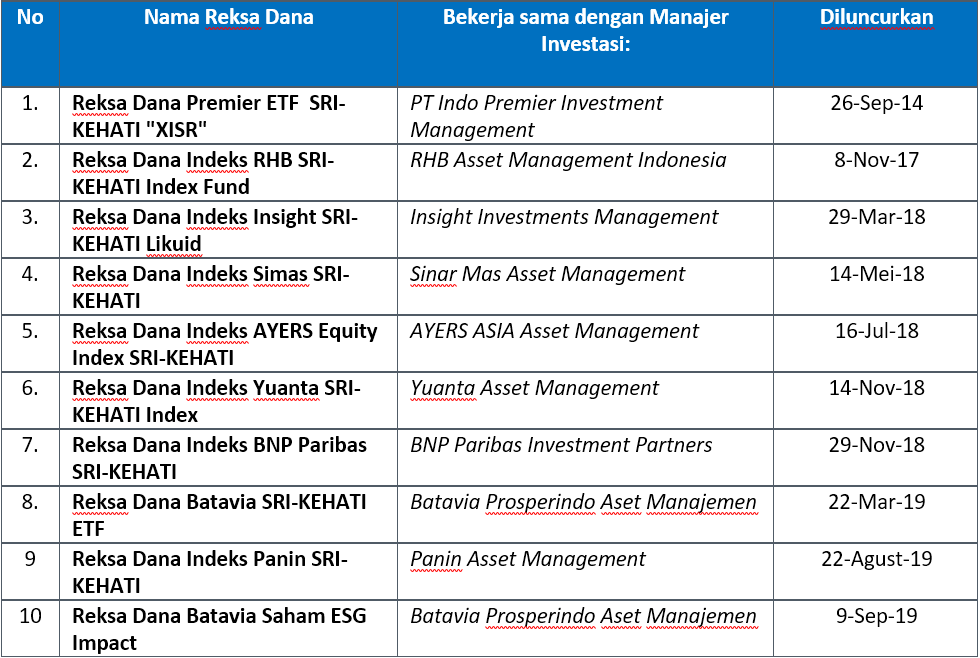 No
Nama Reksa Dana
Bekerja sama dengan Manajer
Investasi:
Diluncurkan
1.
Reksa Dana Premier ETF  SRI-
KEHATI "XISR"
PT Indo Premier Investment
Management
26-Sep-14
2.
Reksa Dana Indeks RHB SRI-
KEHATI Index Fund
RHB Asset Management Indonesia
8-Nov-17
3.
Reksa Dana Indeks Insight SRI-
KEHATI Likuid
Insight Investments Management
29-Mar-18
4.
Reksa Dana Indeks Simas SRI-
KEHATI
Sinar Mas Asset Management
14-Mei-18
5.
Reksa Dana Indeks AYERS Equity
Index SRI-KEHATI
AYERS ASIA Asset Management
16-Jul-18
6.
Reksa Dana Indeks Yuanta SRI-
KEHATI Index
Yuanta Asset Management
14-Nov-18
7.
Reksa Dana Indeks BNP Paribas
SRI-KEHATI
BNP Paribas Investment Partners
29-Nov-18
8.
Reksa Dana Batavia SRI-KEHATI
ETF
Batavia Prosperindo Aset Manajemen
22-Mar-19
9
Reksa Dana Indeks Panin SRI-
KEHATI
Panin Asset Management
22-Agust-19
10
Reksa Dana Batavia Saham ESG
Impact
Batavia Prosperindo Aset Manajemen
9-Sep-19